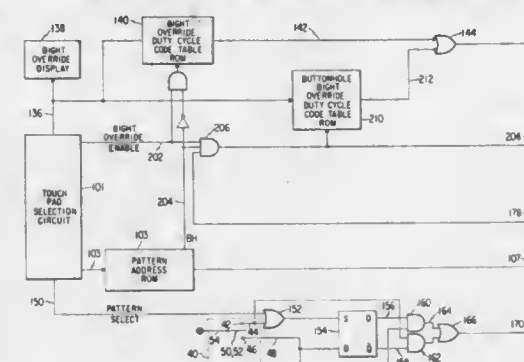 138
BIGHT
OVERRIDE
DISPLAY
140
BIGHT
OVERRIDE
DUTY CYCLE
CODE TABLE
ROM
142
144
136
BUTTONHOLE
BIGHT
OVERRIDE
DUTY CYCLE
CODE TABLE
ROM
212
210
BIGHT
OVERRIDE
ENABLE
202
206
208
101
TOUCH
PAD
SELECTION
CIRCUIT
204
178
BH
103
103
PATTERN
ADDRESS
ROM
107
150
PATTERN
SELECT
42
44
54
50,52
46
48
40
152
154
S
Q
R
Q
156
160
164
166
162
170